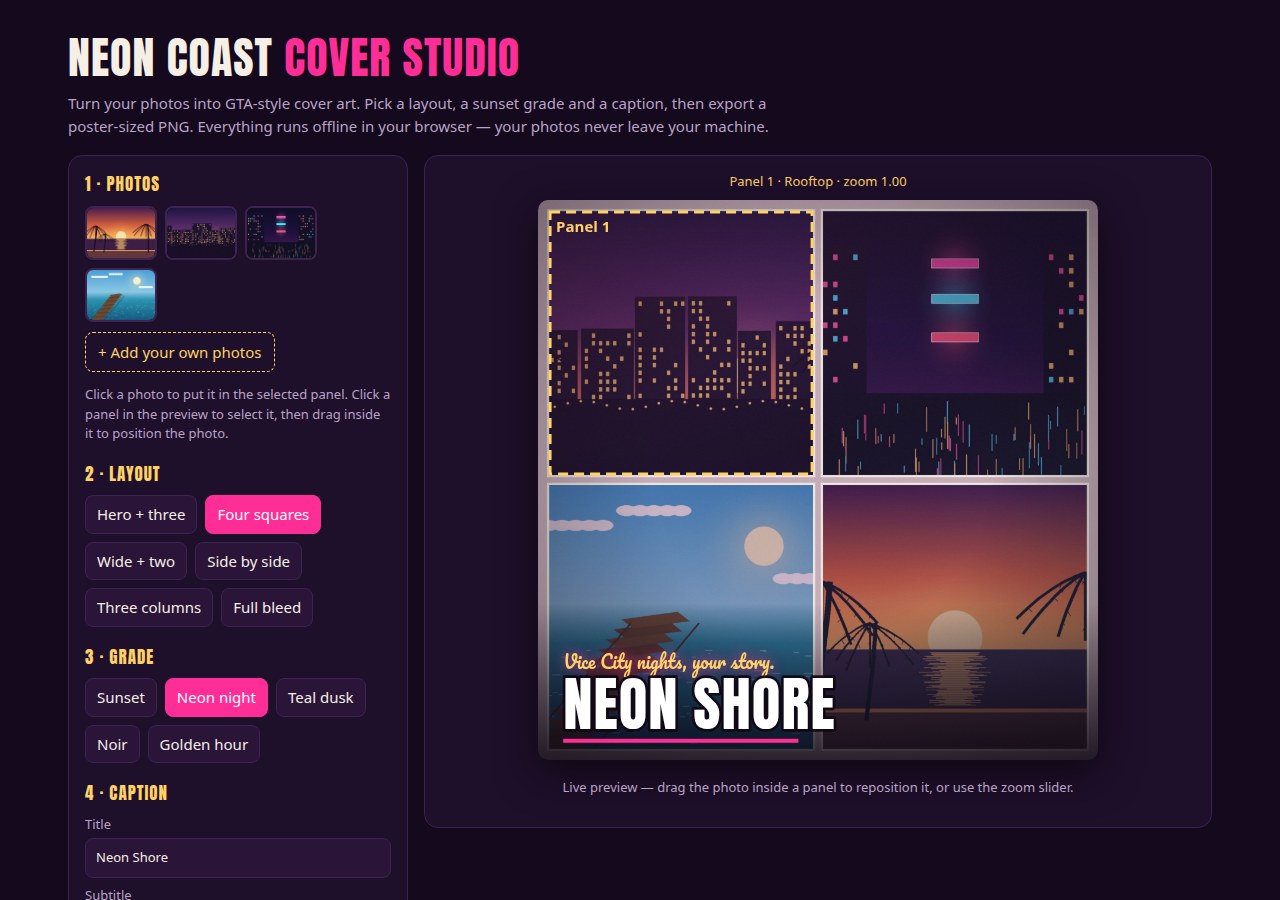 NEON COAST COVER STUDIO
Turn your photos into GTA-style cover art. Pick a layout, a sunset grade and a caption, then export a
poster-sized PNG. Everything runs offline in your browser — your photos never leave your machine.
1 · PHOTOS
+ Add your own photos
Click a photo to put it in the selected panel. Click a
panel in the preview to select it, then drag inside
it to position the photo.
2 · LAYOUT
Hero + three
Four squares
Wide + two
Side by side
Three columns
Full bleed
3 · GRADE
Sunset
Neon night
Teal dusk
Noir
Golden hour
4 · CAPTION
Title
Neon Shore
Subtitle
Panel 1 · Rooftop · zoom 1.00
Panel 1
Vice City nights, your story.
NEON SHORE
Live preview — drag the photo inside a panel to reposition it, or use the zoom slider.